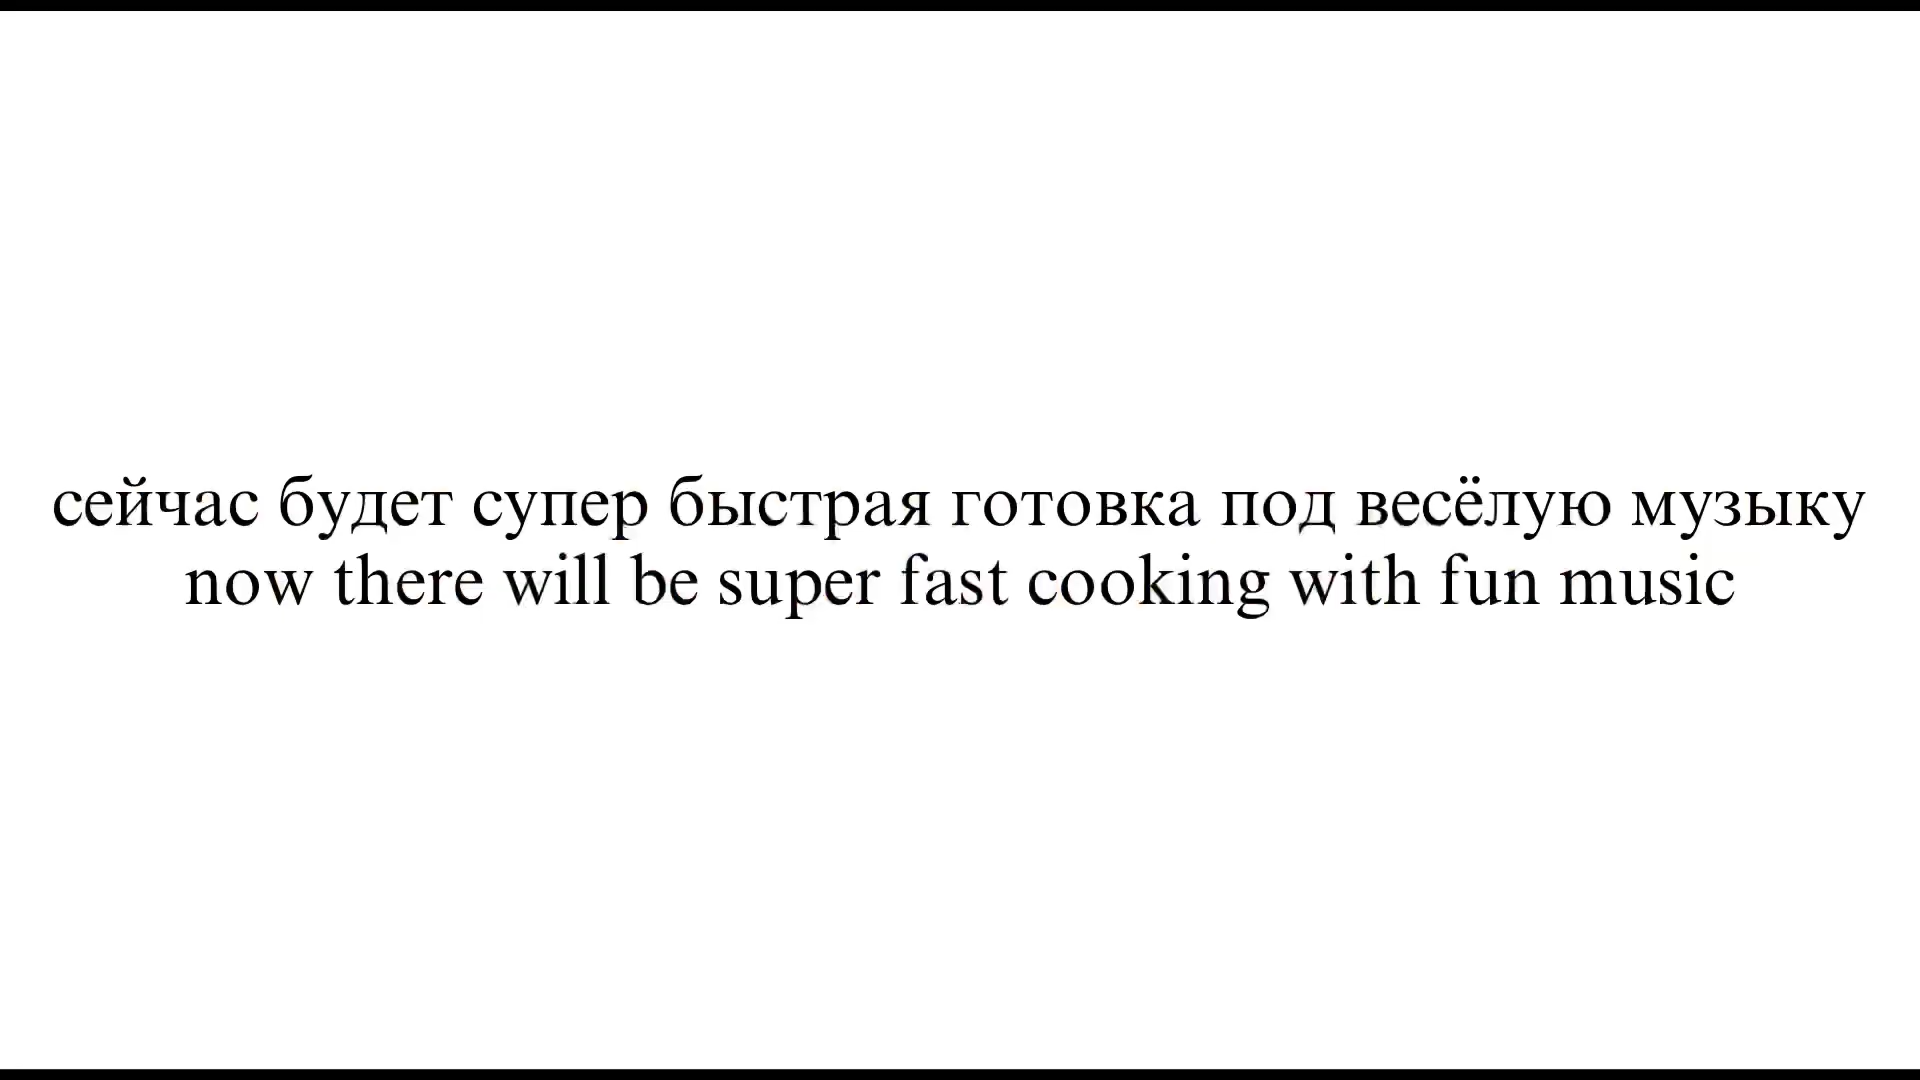 сейчас будет супер быстрая готовка под весёлую музыку
now there will be super fast cooking with fun music